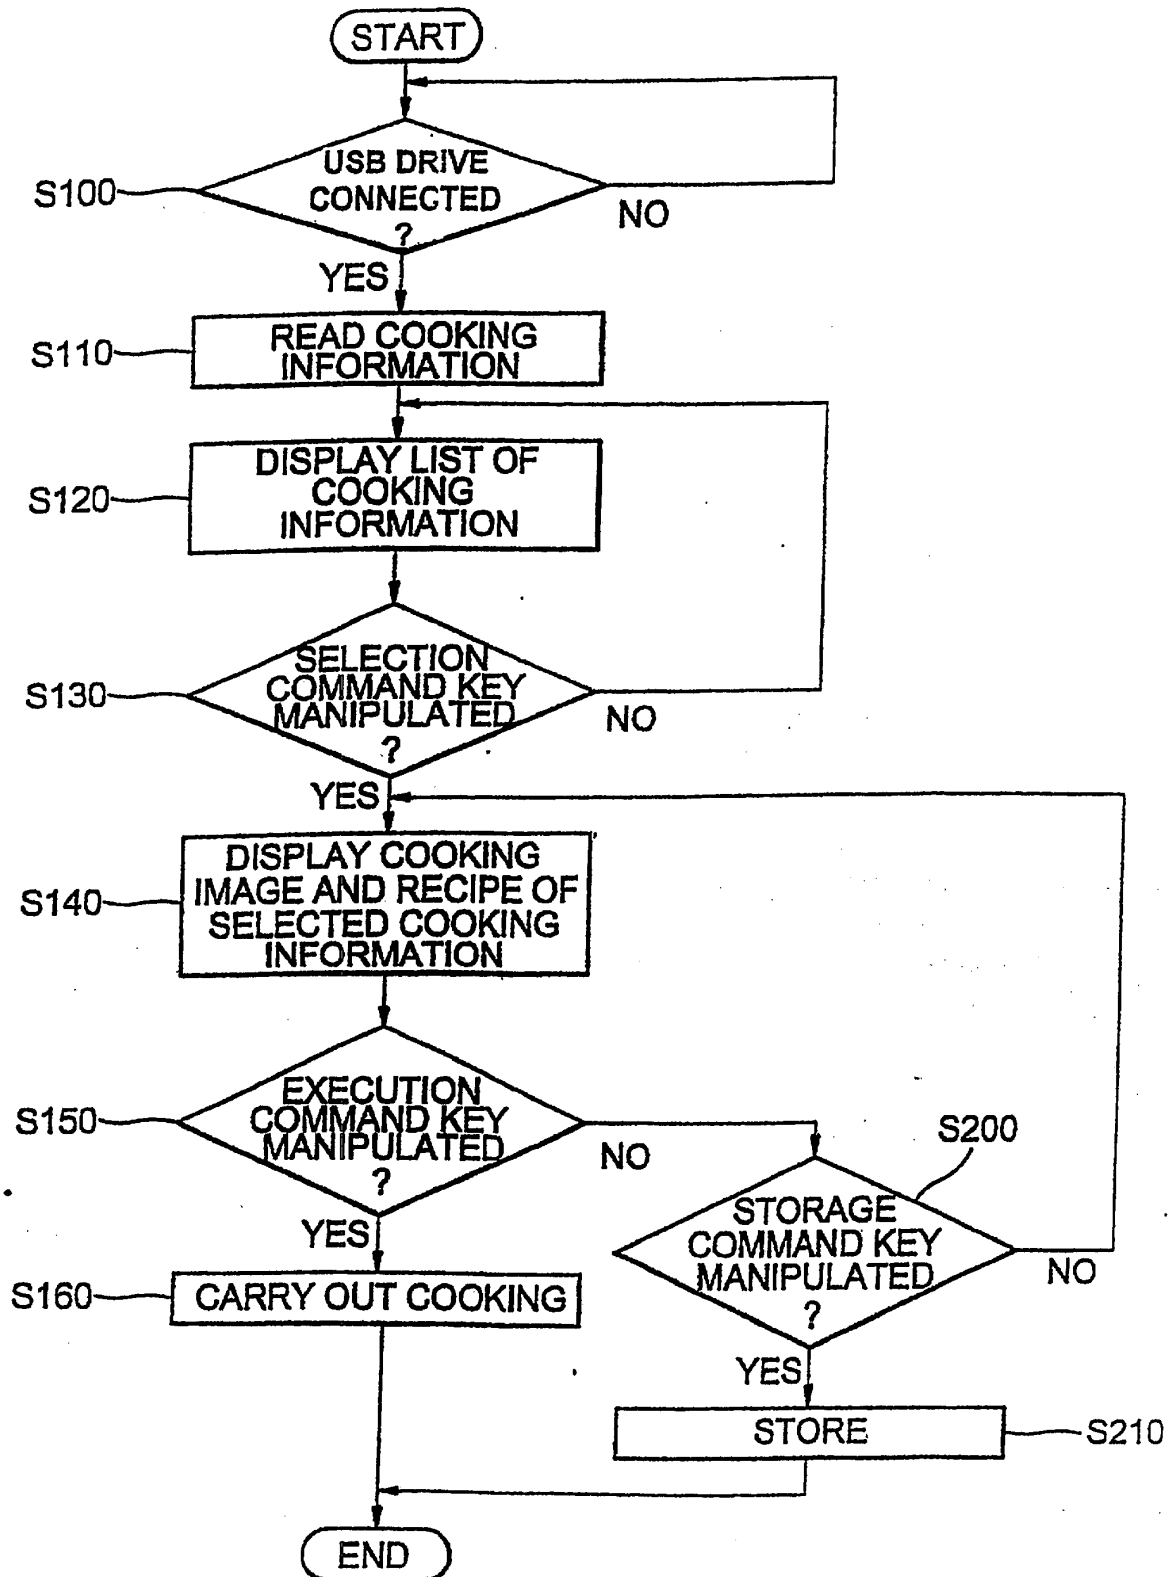 START
S100
USB DRIVE
CONNECTED
?
NO
YES
S110
READ COOKING
INFORMATION
S120
DISPLAY LIST OF
COOKING
INFORMATION
S130
SELECTION
COMMAND KEY
MANIPULATED
?
NO
YES
S140
DISPLAY COOKING
IMAGE AND RECIPE OF
SELECTED COOKING
INFORMATION
S150
EXECUTION
COMMAND KEY
MANIPULATED
?
NO
YES
S200
STORAGE
COMMAND KEY
MANIPULATED
?
NO
YES
S160
CARRY OUT COOKING
STORE
S210
END